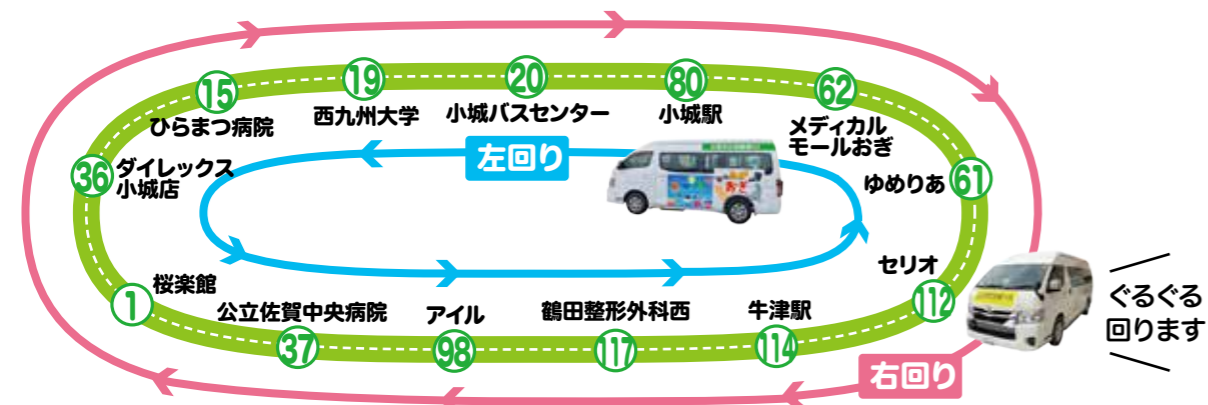 15
ひらまつ病院
19
西九州大学
20
小城バスセンター
80
小城駅
62
メディカル
モールおぎ
36
ダイレックス
小城店
左回り
ゆめりあ
61
セリオ
112
1
桜楽館
公立佐賀中央病院
37
アイル
98
鶴田整形外科西
117
牛津駅
114
右回り
ぐるぐる
回ります